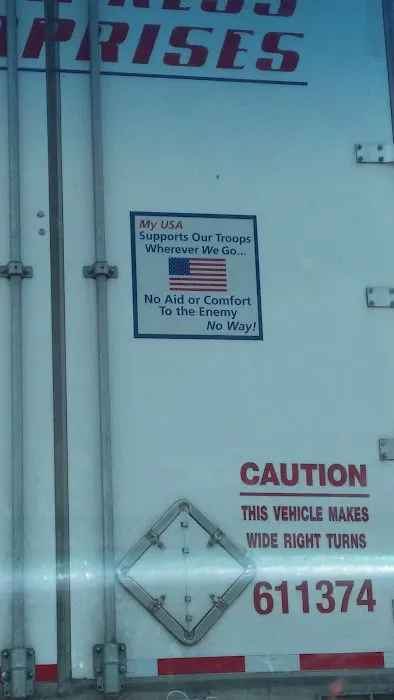 PRISES
My USA
Supports Our Troops
Wherever We Go...
No Aid or Comfort
To the Enemy
No Way!
CAUTION
THIS VEHICLE MAKES
WIDE RIGHT TURNS
611374